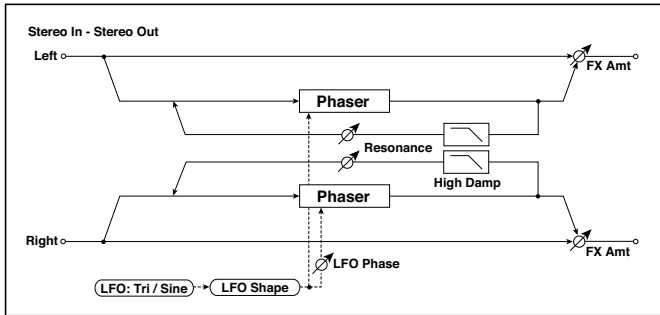 Stereo In - Stereo Out
Left
FX Amt
Phaser
Resonance
High Damp
Phaser
Right
FX Amt
LFO Phase
LFO: Tri / Sine
LFO Shape